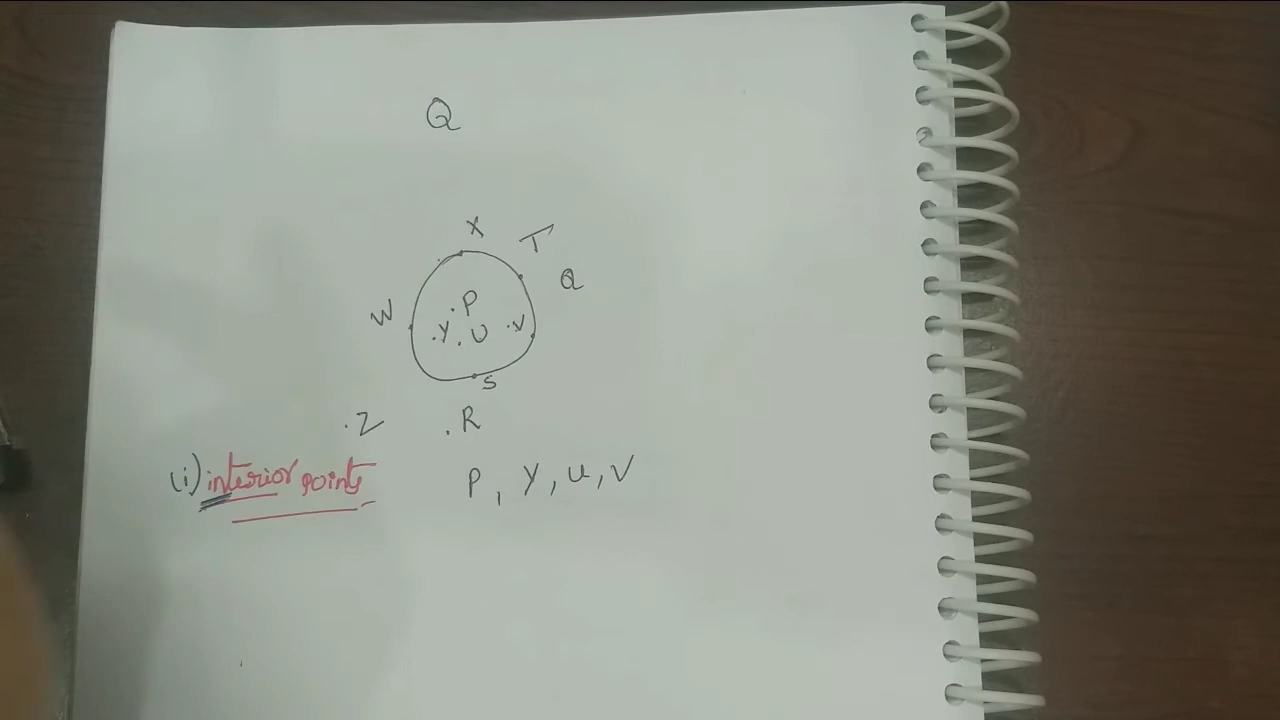 Q
X T
Q
W .P
.Y .U .V
S
.Z .R
(i) interior points P, Y, U, V